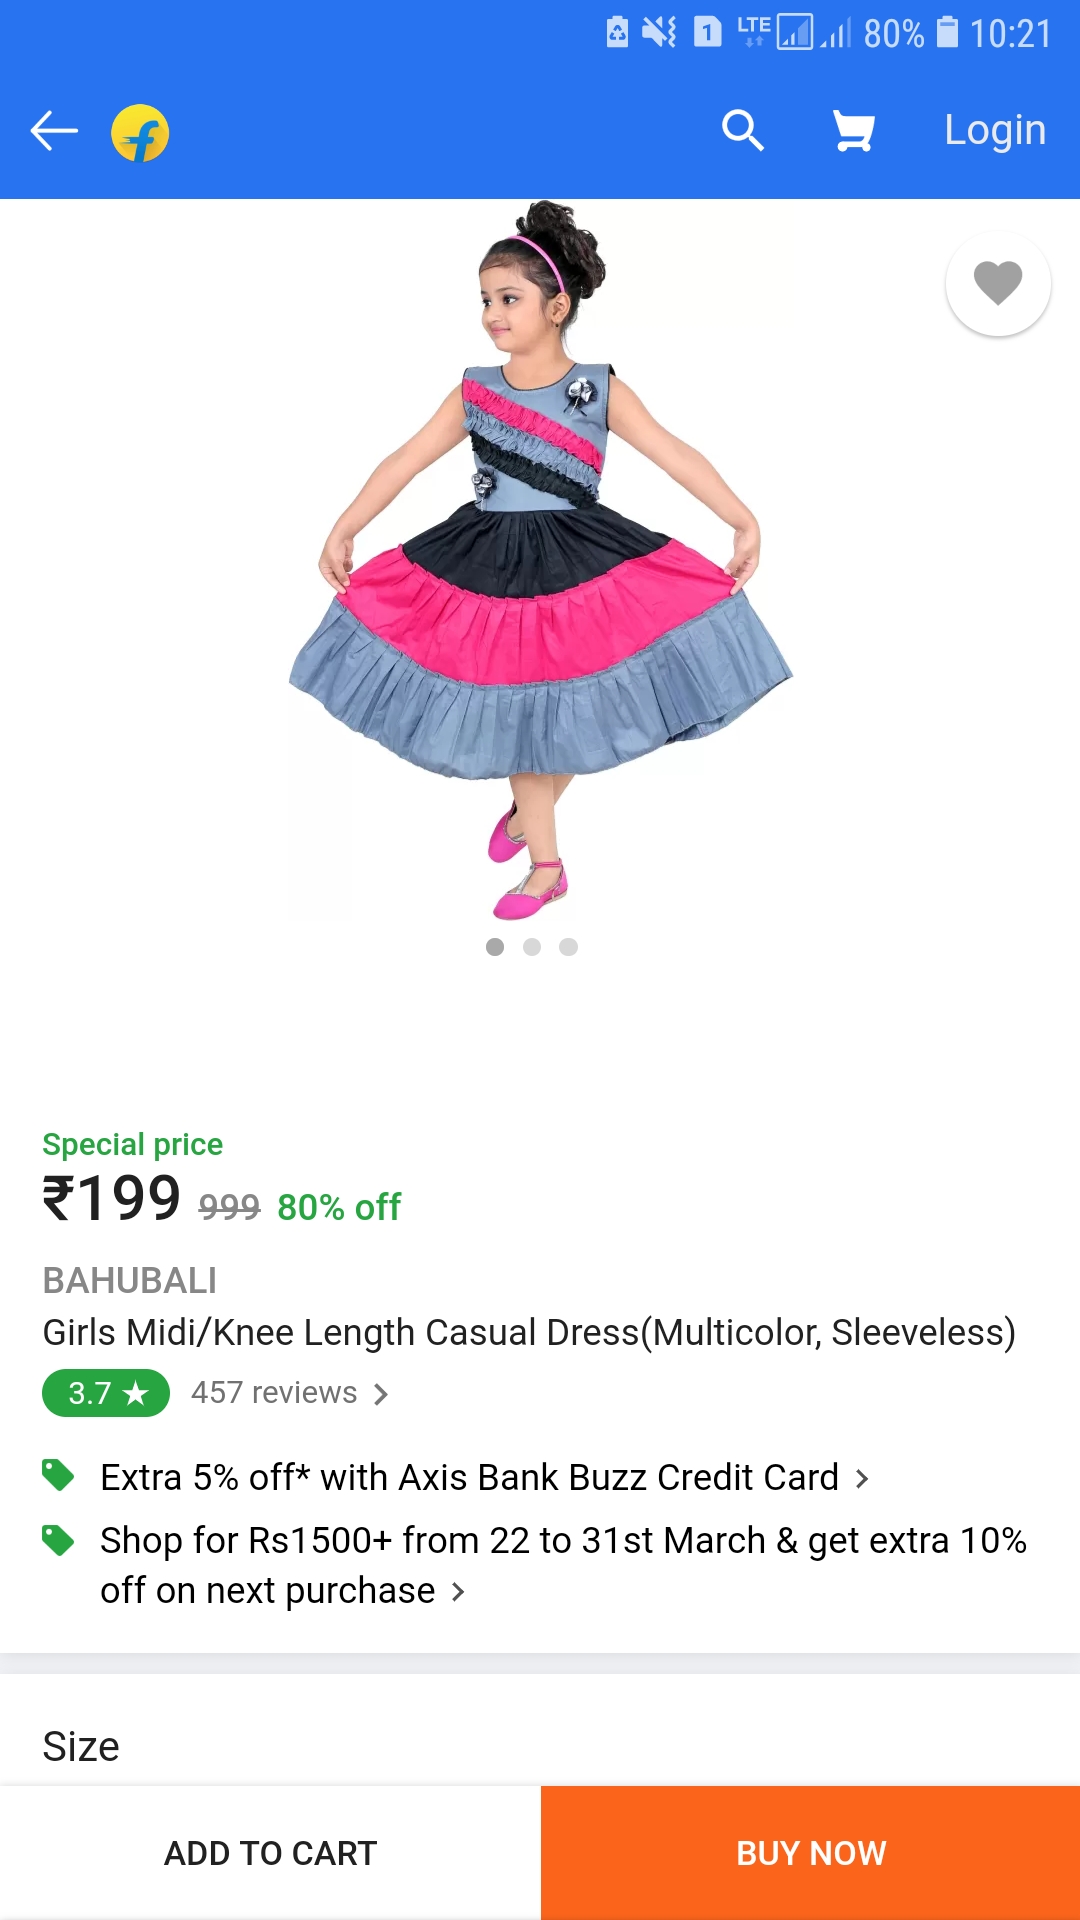 LTE 80% 10:21
1
Login
Special price
₹199 999 80% off
BAHUBALI
Girls Midi/Knee Length Casual Dress(Multicolor, Sleeveless)
3.7 ★ 457 reviews
Extra 5% off* with Axis Bank Buzz Credit Card
Shop for Rs1500+ from 22 to 31st March & get extra 10%
off on next purchase
Size
ADD TO CART
BUY NOW